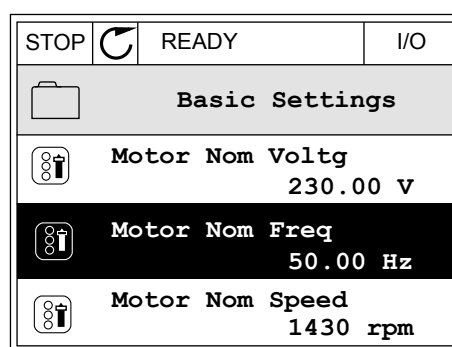 STOP READY I/O
Basic Settings
Motor Nom Voltg
230.00 V
Motor Nom Freq
50.00 Hz
Motor Nom Speed
1430 rpm